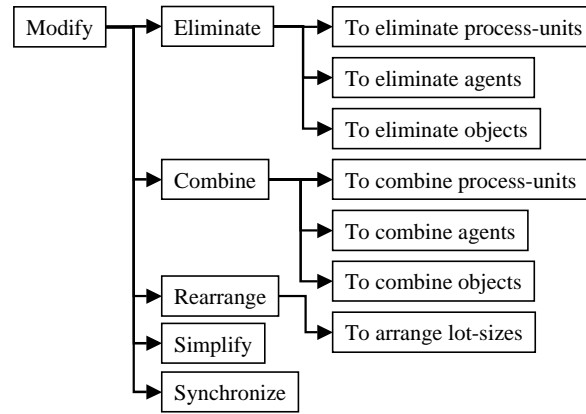 Modify
Eliminate
To eliminate process-units
To eliminate agents
To eliminate objects
Combine
To combine process-units
To combine agents
To combine objects
Rearrange
To arrange lot-sizes
Simplify
Synchronize